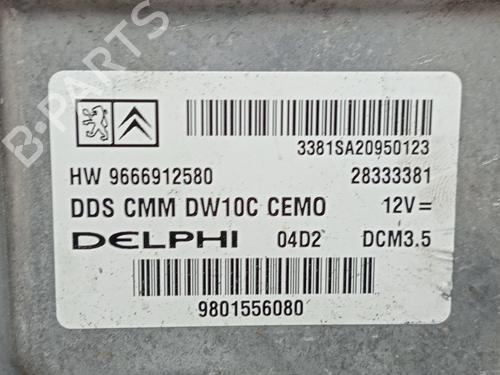 B-PARTS
3381SA20950123
HW 9666912580 28333381
DDS CMM DW10C CEMO 12V=
DELPHI 04D2 DCM3.5
9801556080